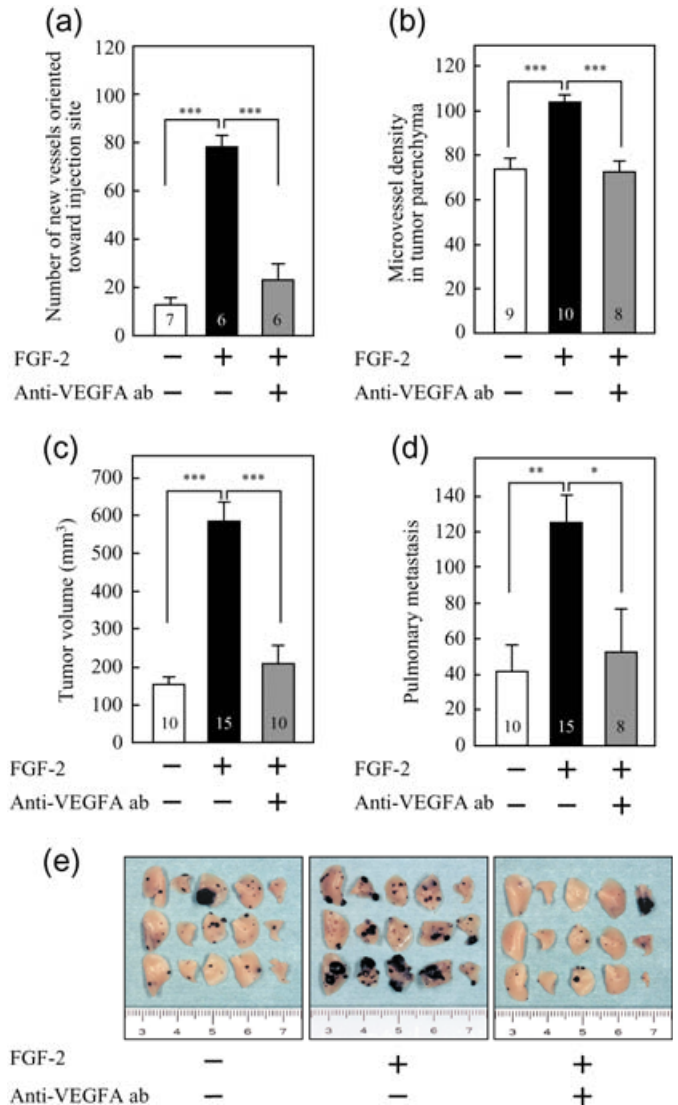 (a)
Number of new vessels oriented
toward injection site
120
100
80
60
40
20
0
*** ***
7 6 6
FGF-2 − + +
Anti-VEGFA ab − − +
(b)
Microvessel density
in tumor parenchyma
120
100
80
60
40
20
0
*** ***
9 10 8
− + +
− − +
(c)
Tumor volume (mm³)
700
600
500
400
300
200
100
0
*** ***
10 15 10
FGF-2 − + +
Anti-VEGFA ab − − +
(d)
Pulmonary metastasis
140
120
100
80
60
40
20
0
** *
10 15 8
FGF-2 − + +
Anti-VEGFA ab − − +
(e)
3 4 5 6 7
3 4 5 6 7
3 4 5 6 7
FGF-2 − + +
Anti-VEGFA ab − − +